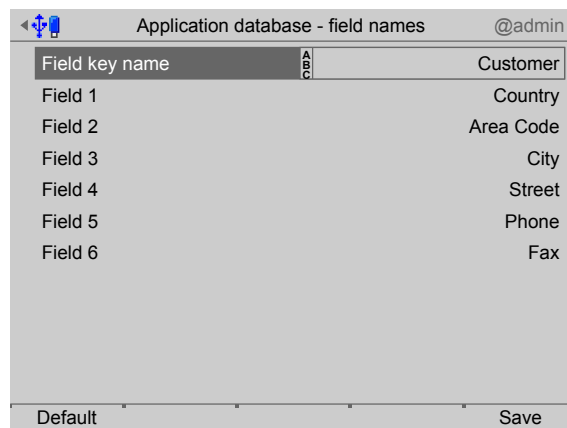 Application database - field names @admin
Field key name ABC Customer
Field 1 Country
Field 2 Area Code
Field 3 City
Field 4 Street
Field 5 Phone
Field 6 Fax
Default Save